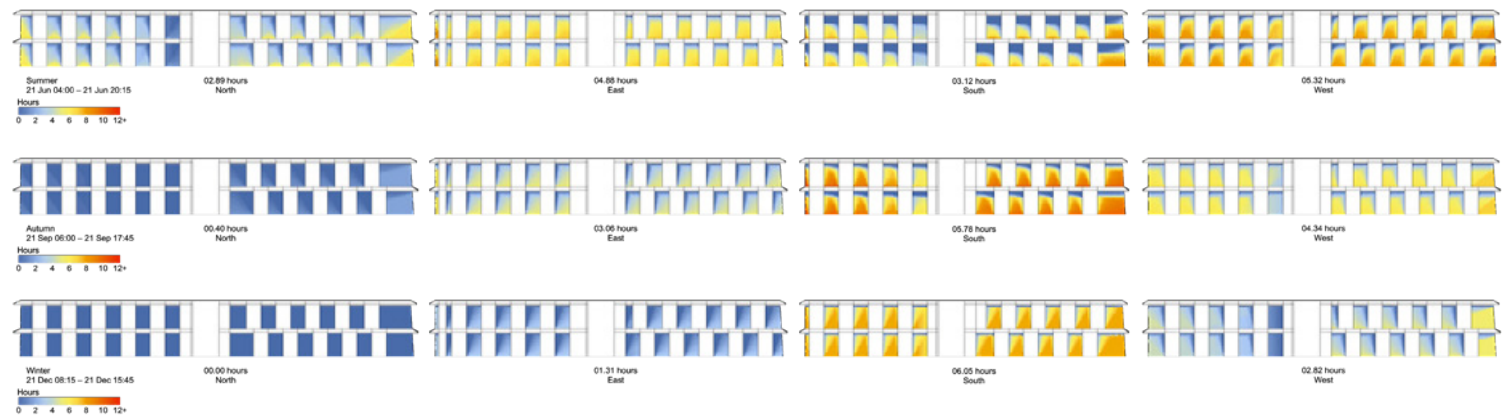 02.89 hours
04.88 hours
03.12 hours
05.32 hours
Summer
North
East
South
West
21 Jun 04:00 – 21 Jun 20:15
Hours
0 2 4 6 8 10 12+
Autumn
00.40 hours
03.06 hours
05.78 hours
04.34 hours
21 Sep 06:00 – 21 Sep 17:45
North
East
South
West
Hours
0 2 4 6 8 10 12+
Winter
00.00 hours
01.31 hours
06.05 hours
02.82 hours
21 Dec 08:15 – 21 Dec 15:45
North
East
South
West
Hours
0 2 4 6 8 10 12+